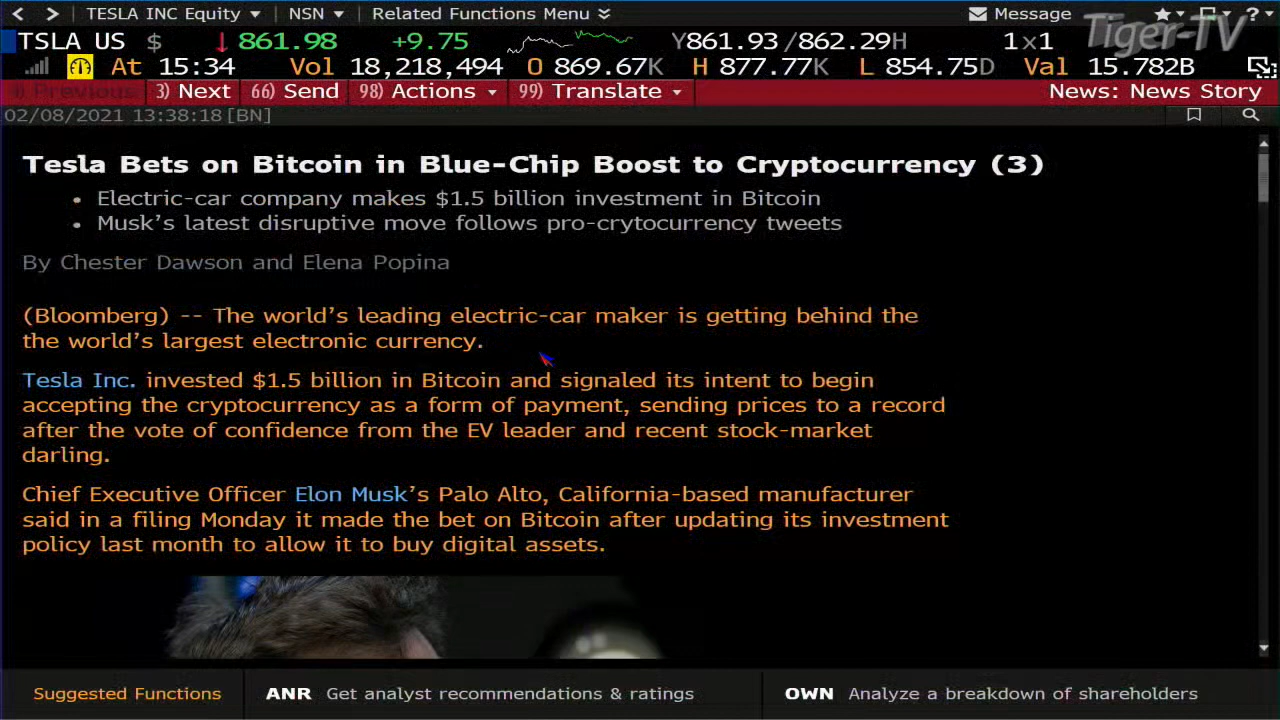 TESLA INC Equity NSN Related Functions Menu Message ?
Tiger-TV
TSLA US $ ↓861.98 +9.75 Y861.93/862.29H 1x1
At 15:34 Vol 18,218,494 O 869.67K H 877.77K L 854.75D Val 15.782B
Previous 3) Next 66) Send 98) Actions 99) Translate News: News Story
02/08/2021 13:38:18 [BN]
Tesla Bets on Bitcoin in Blue-Chip Boost to Cryptocurrency (3)
• Electric-car company makes $1.5 billion investment in Bitcoin
• Musk's latest disruptive move follows pro-crytocurrency tweets
By Chester Dawson and Elena Popina
(Bloomberg) -- The world's leading electric-car maker is getting behind the
the world's largest electronic currency.
Tesla Inc. invested $1.5 billion in Bitcoin and signaled its intent to begin
accepting the cryptocurrency as a form of payment, sending prices to a record
after the vote of confidence from the EV leader and recent stock-market
darling.
Chief Executive Officer Elon Musk's Palo Alto, California-based manufacturer
said in a filing Monday it made the bet on Bitcoin after updating its investment
policy last month to allow it to buy digital assets.
Suggested Functions ANR Get analyst recommendations & ratings OWN Analyze a breakdown of shareholders